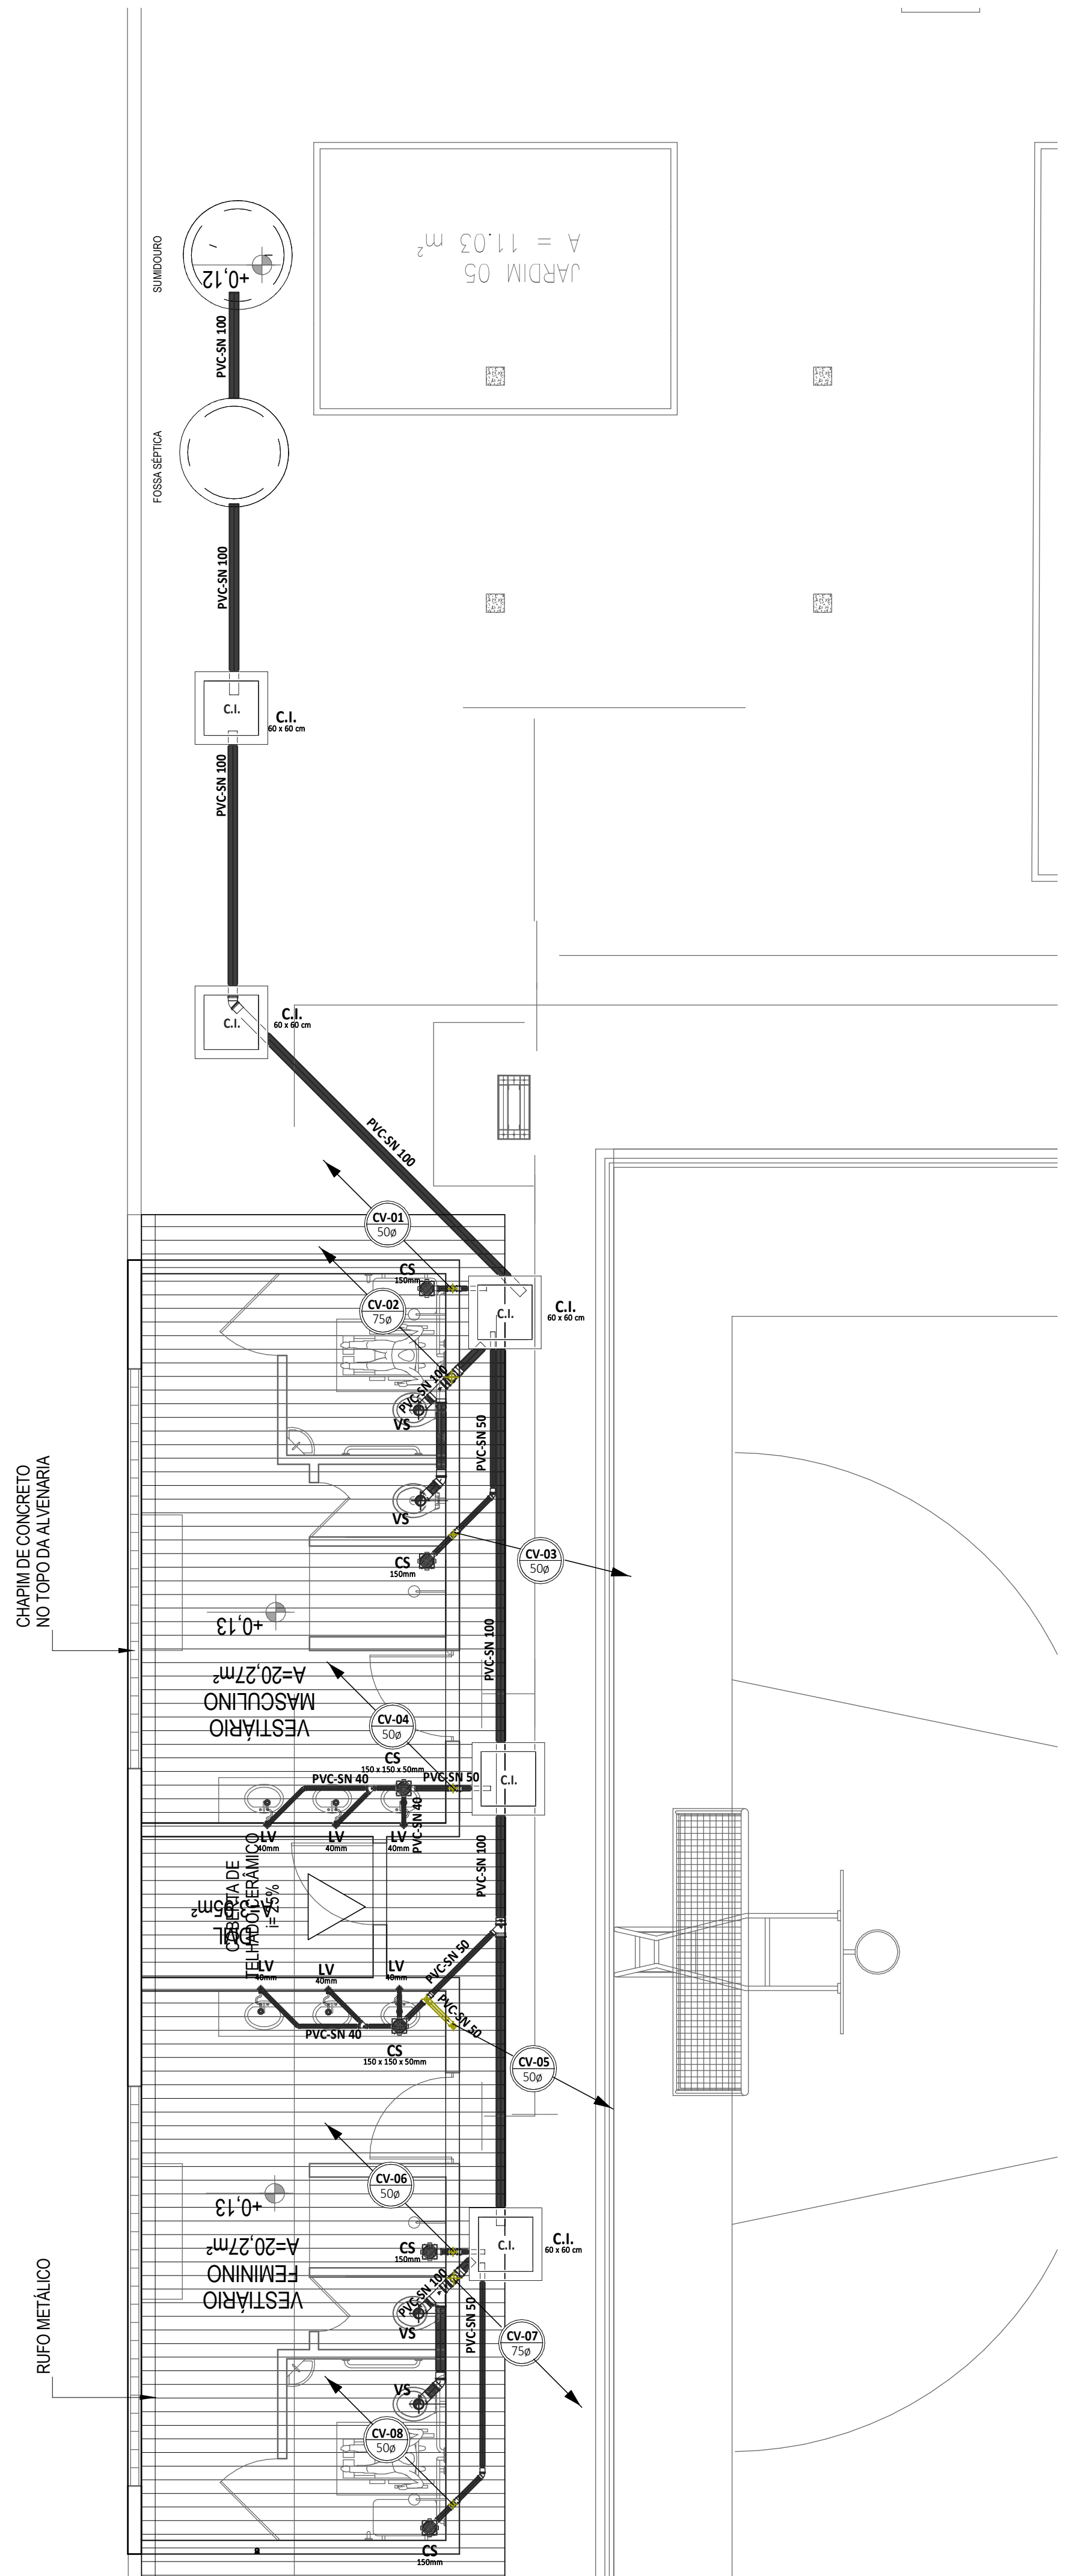 JARDIM 05
A = 11.03 m²
SUMIDOURO
+0,12
PVC-SN 100
FOSSA SÉPTICA
PVC-SN 100
C.I.
C.I.
60 x 60 cm
PVC-SN 100
C.I.
C.I.
60 x 60 cm
PVC-SN 100
CV-01
50ø
CS
150mm
CV-02
75ø
C.I.
C.I.
60 x 60 cm
PVC-SN 100
VS
PVC-SN 50
VS
CHAPIM DE CONCRETO
NO TOPO DA ALVENARIA
CS
150mm
CV-03
50ø
+0,13
PVC-SN 100
VESTIÁRIO
MASCULINO
A=20,27m²
CV-04
50ø
CS
150 x 150 x 50mm
PVC-SN 40
PVC-SN 50
C.I.
PVC-SN 40
LV
40mm
LV
40mm
LV
40mm
PVC-SN 100
COBERTA DE
TELHADO CERÂMICO
i= 25%
DML
LV
40mm
LV
40mm
LV
40mm
PVC-SN 50
PVC-SN 50
PVC-SN 40
CS
150 x 150 x 50mm
CV-05
50ø
CV-06
50ø
+0,13
VESTIÁRIO
FEMININO
A=20,27m²
CS
150mm
C.I.
C.I.
60 x 60 cm
PVC-SN 100
VS
PVC-SN 50
CV-07
75ø
RUFO METÁLICO
VS
CV-08
50ø
CS
150mm